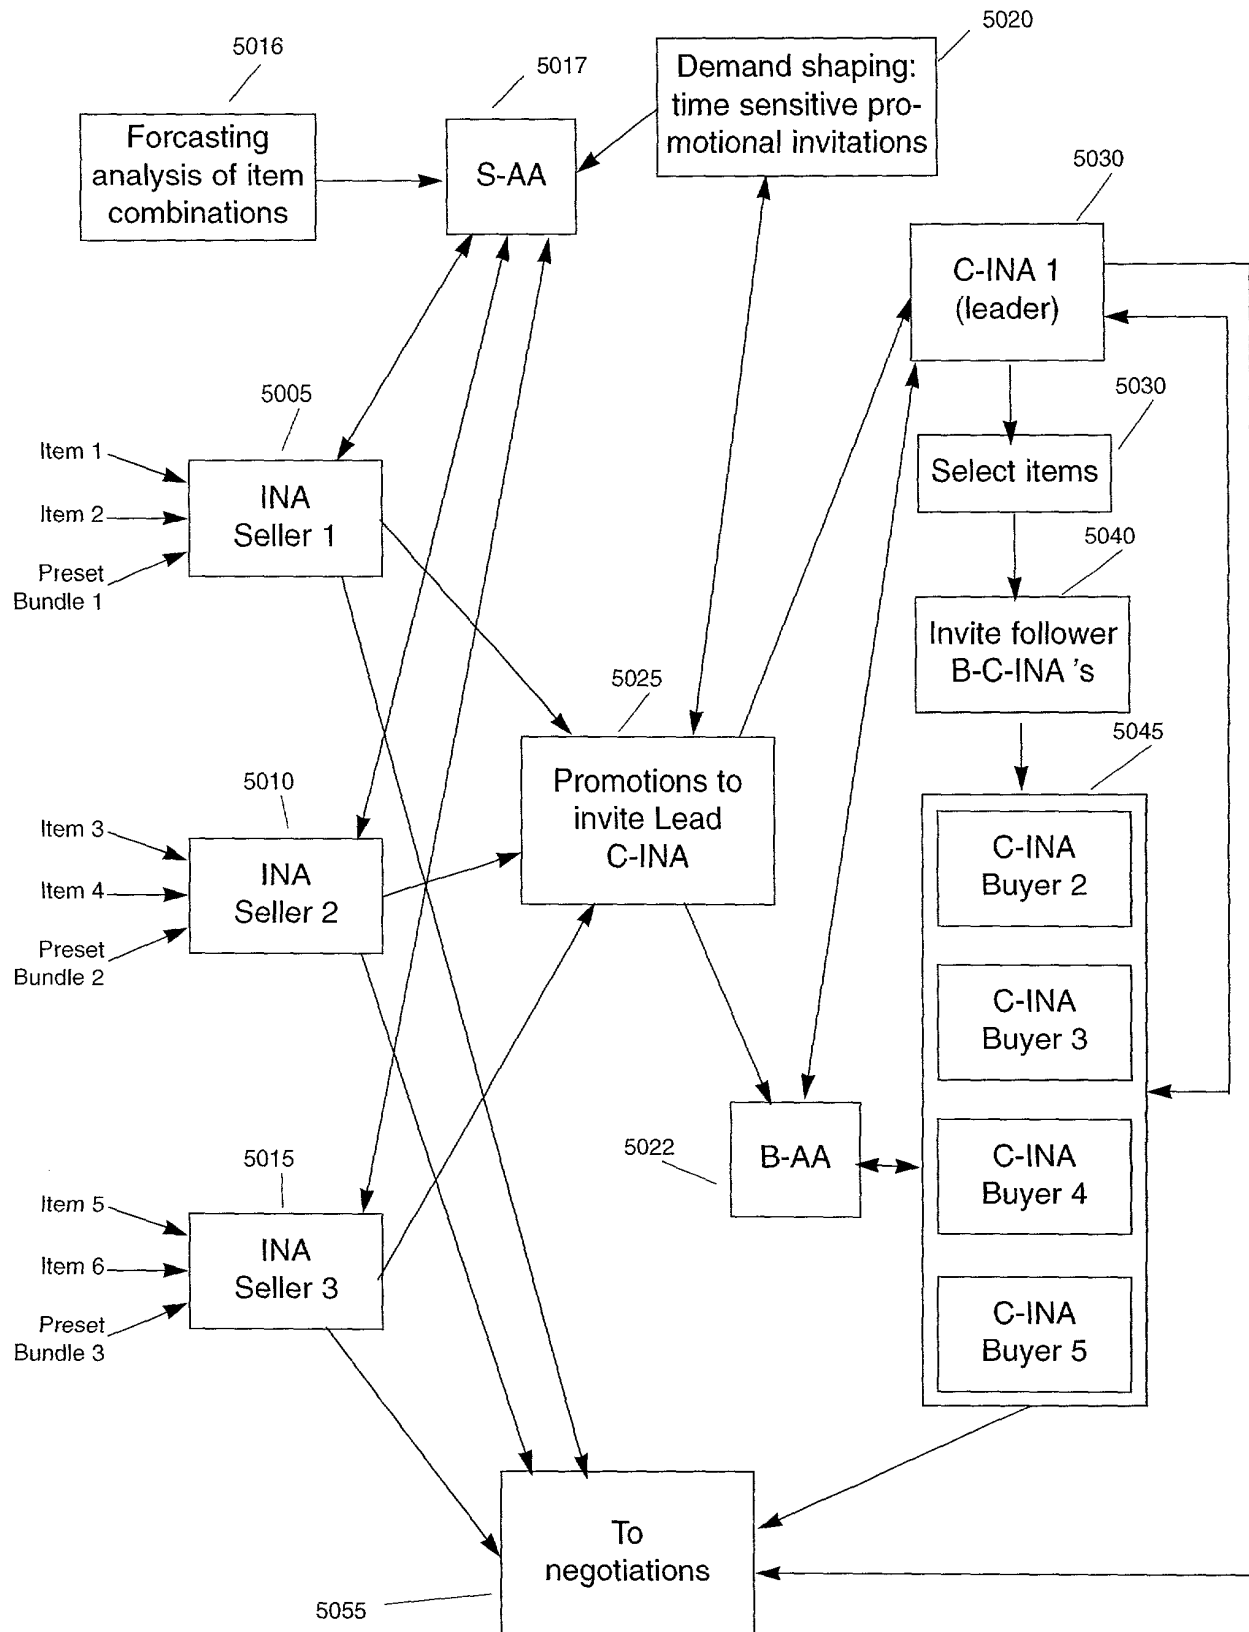 5016
5017
5020
Forcasting
analysis of item
combinations
S-AA
Demand shaping:
time sensitive pro-
motional invitations
5030
C-INA 1
(leader)
5005
Item 1
Item 2
Preset
Bundle 1
INA
Seller 1
5030
Select items
5040
Invite follower
B-C-INA 's
5025
Promotions to
invite Lead
C-INA
5045
5010
Item 3
Item 4
Preset
Bundle 2
INA
Seller 2
C-INA
Buyer 2
C-INA
Buyer 3
5022
B-AA
C-INA
Buyer 4
C-INA
Buyer 5
5015
Item 5
Item 6
Preset
Bundle 3
INA
Seller 3
To
negotiations
5055